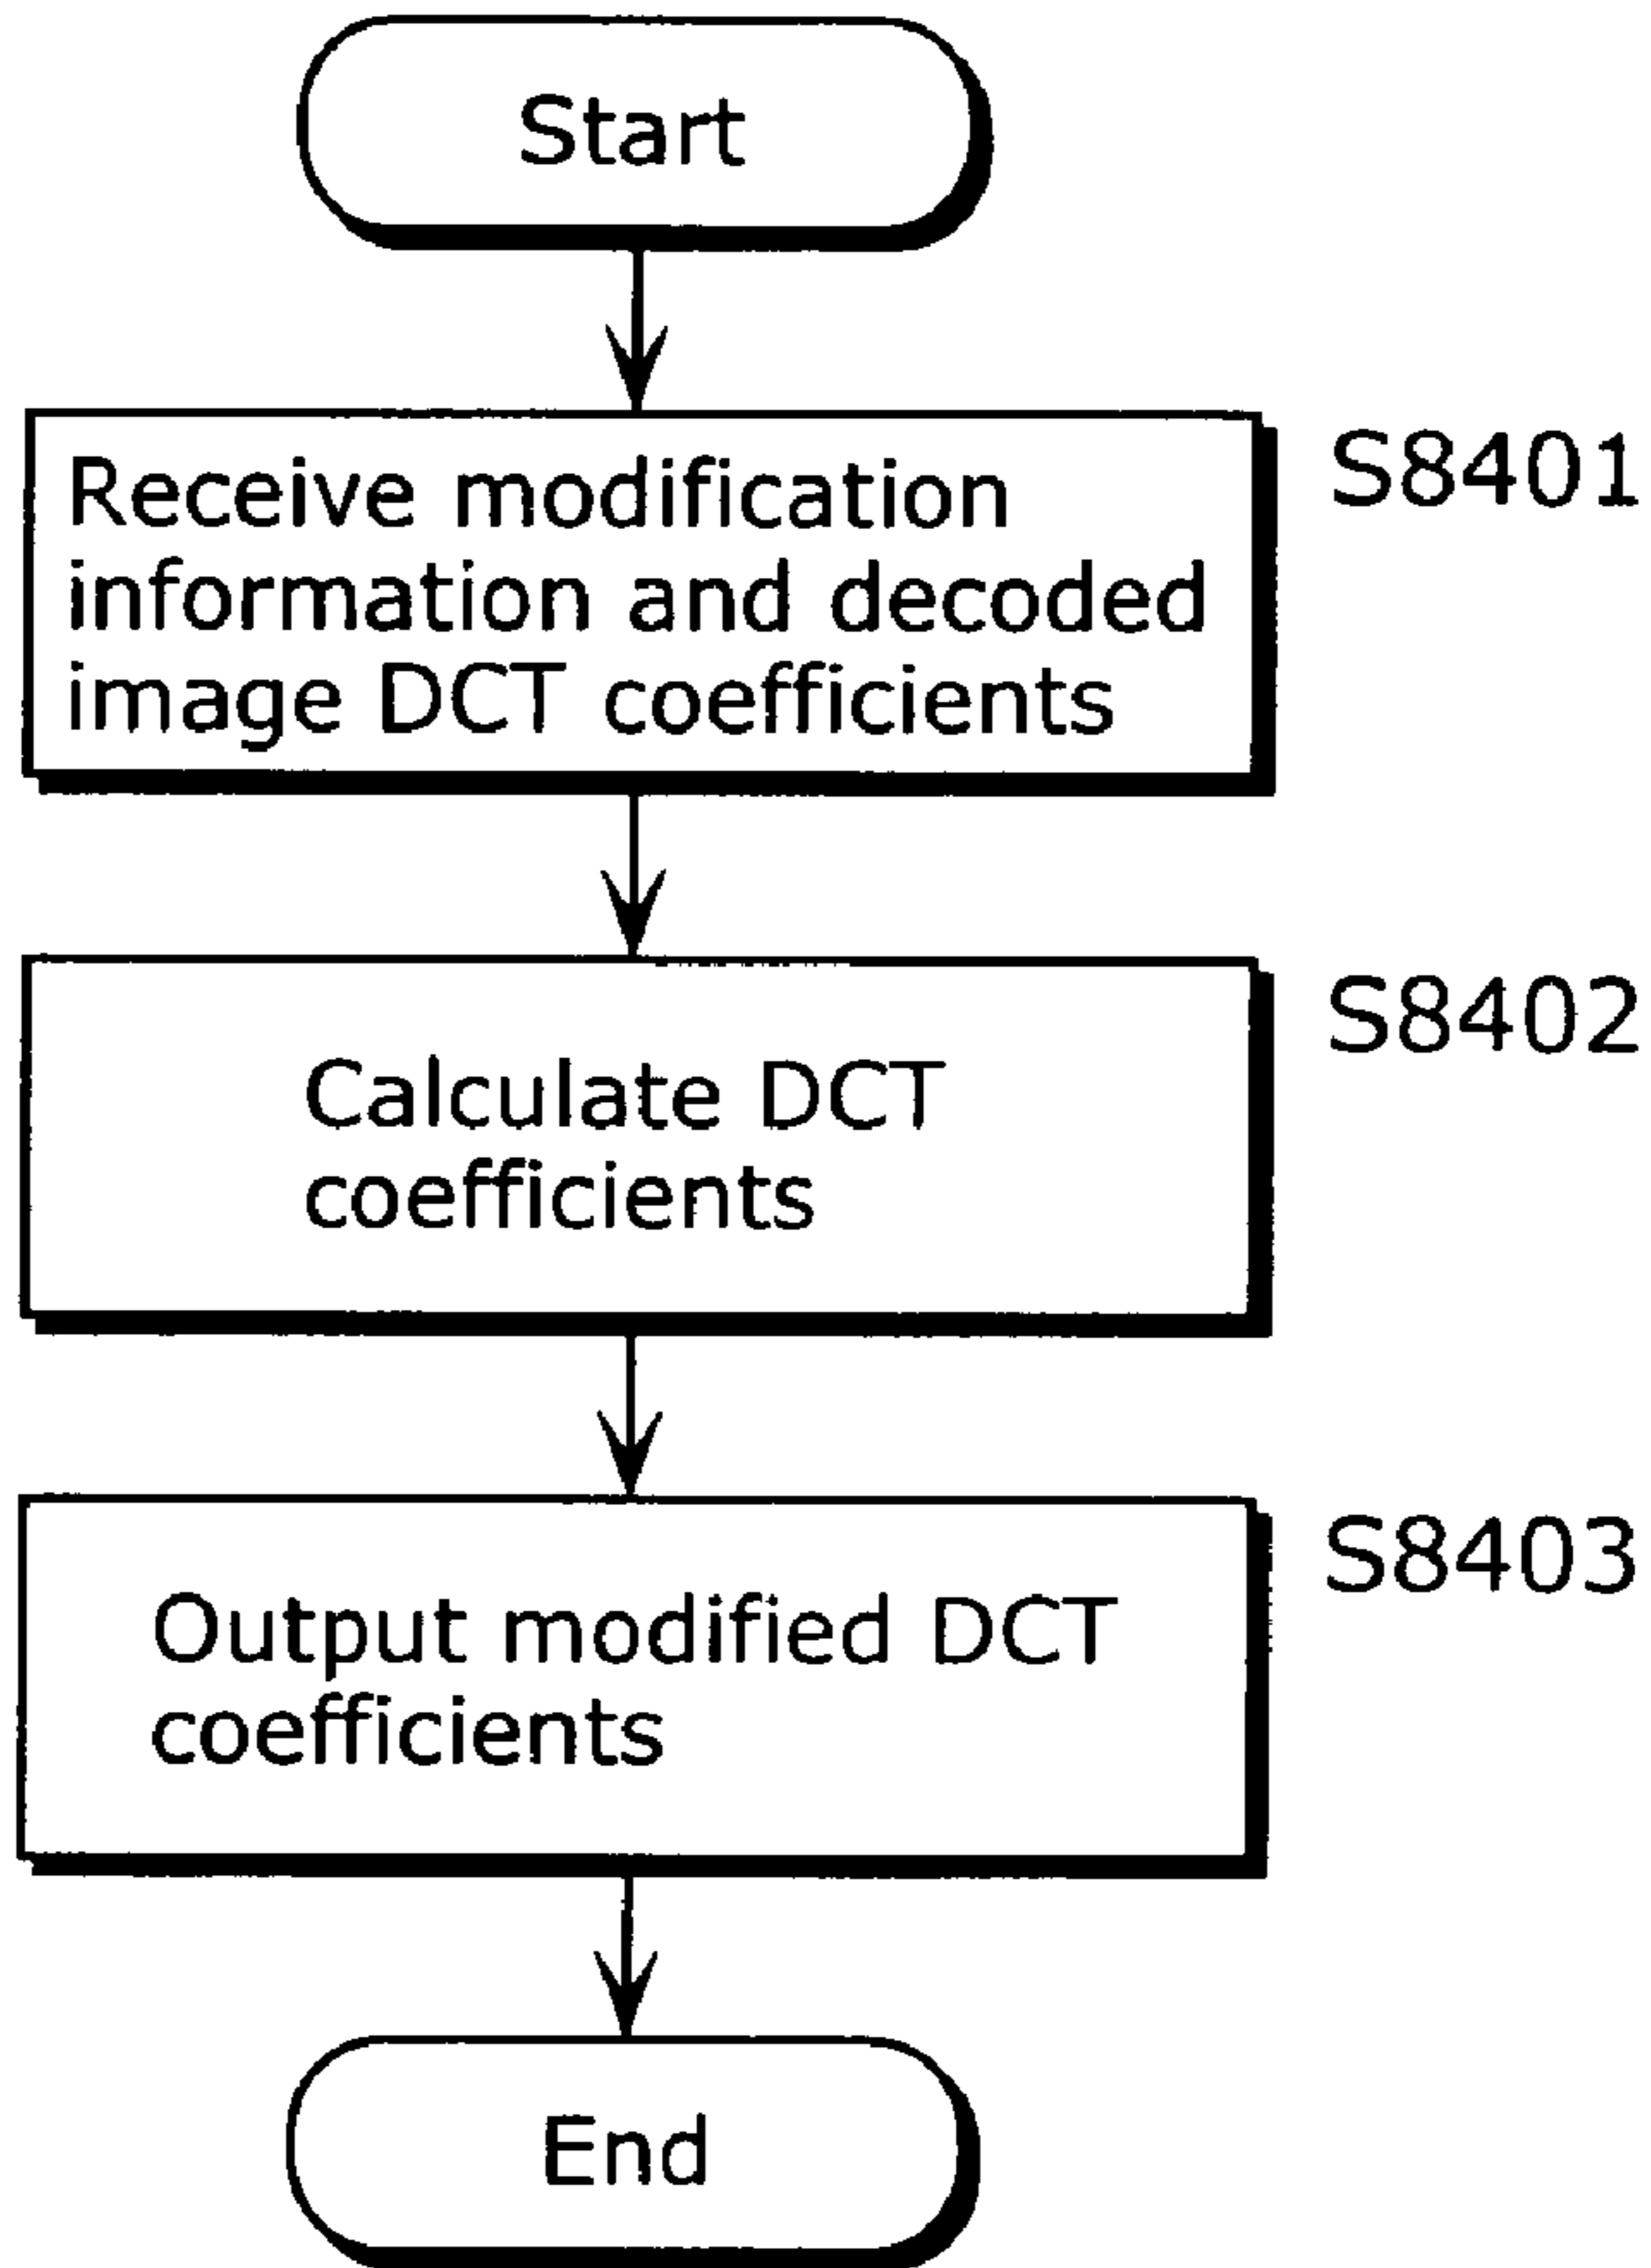 Start
Receive modification
information and decoded
image DCT coefficients
S8401
Calculate DCT
coefficients
S8402
Output modified DCT
coefficients
S8403
End